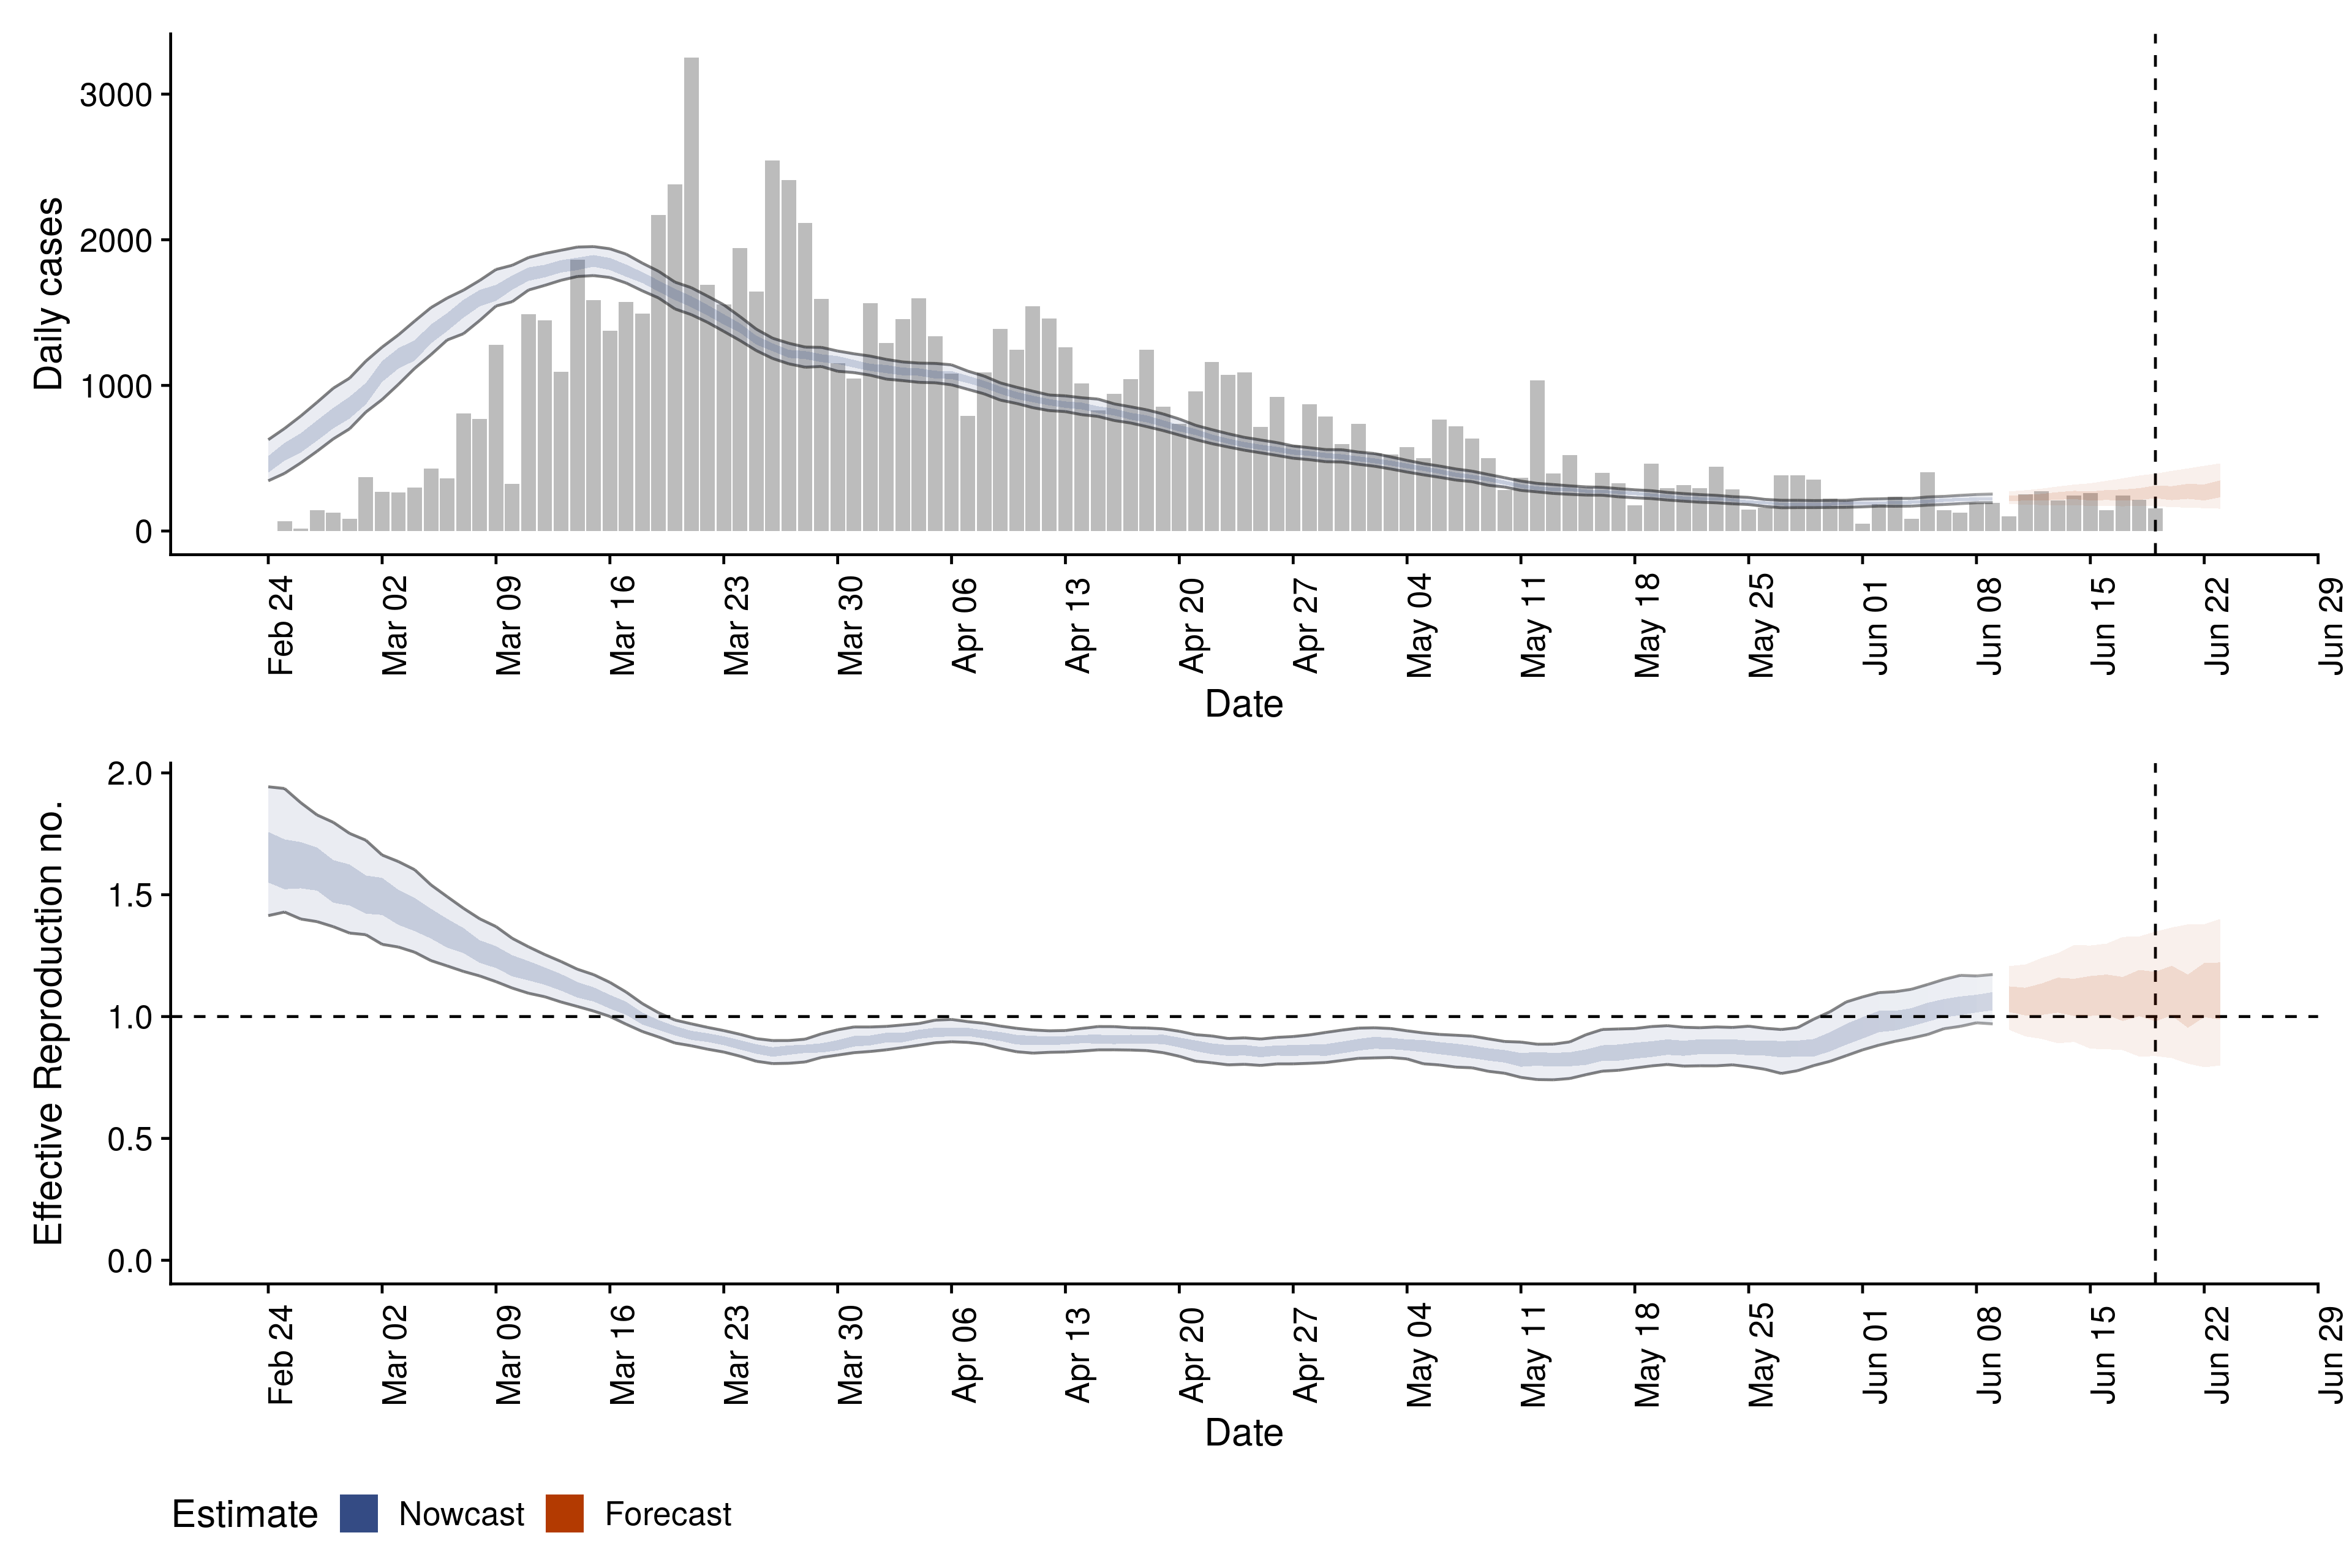 Daily cases
3000
2000
1000
0
Feb 24
Mar 02
Mar 09
Mar 16
Mar 23
Mar 30
Apr 06
Apr 13
Apr 20
Apr 27
May 04
May 11
May 18
May 25
Jun 01
Jun 08
Jun 15
Jun 22
Jun 29
Date
Effective Reproduction no.
2.0
1.5
1.0
0.5
0.0
Feb 24
Mar 02
Mar 09
Mar 16
Mar 23
Mar 30
Apr 06
Apr 13
Apr 20
Apr 27
May 04
May 11
May 18
May 25
Jun 01
Jun 08
Jun 15
Jun 22
Jun 29
Date
Estimate Nowcast Forecast